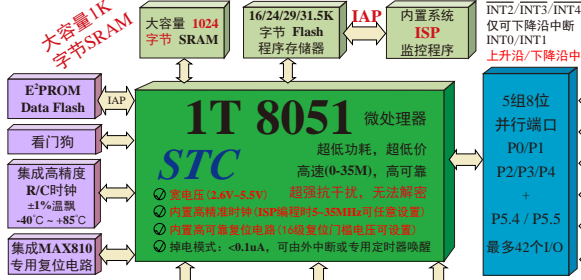 大容量1K
字节SRAM
大容量 1024
字节 SRAM
16/24/29/31.5K
字节 Flash
程序存储器
IAP
内置系统
ISP
监控程序
INT2/INT3/INT4
仅可下降沿中断
INT0/INT1
上升沿/下降沿中
E²PROM
Data Flash
IAP
看门狗
集成高精度
R/C时钟
±1%温飘
-40℃ ~ +85℃
集成MAX810
专用复位电路
1T 8051 微处理器
STC
超低功耗，超低价
高速(0-35M)，高可靠
宽电压(2.6V~5.5V) 超强抗干扰，无法解密
内置高精准时钟(ISP编程时5~35MHz可任意设置)
内置高可靠复位电路(16级复位门槛电压可设置)
掉电模式：<0.1uA，可由外中断或专用定时器唤醒
5组8位
并行端口
P0/P1
P2/P3/P4
+
P5.4 / P5.5
最多42个I/O